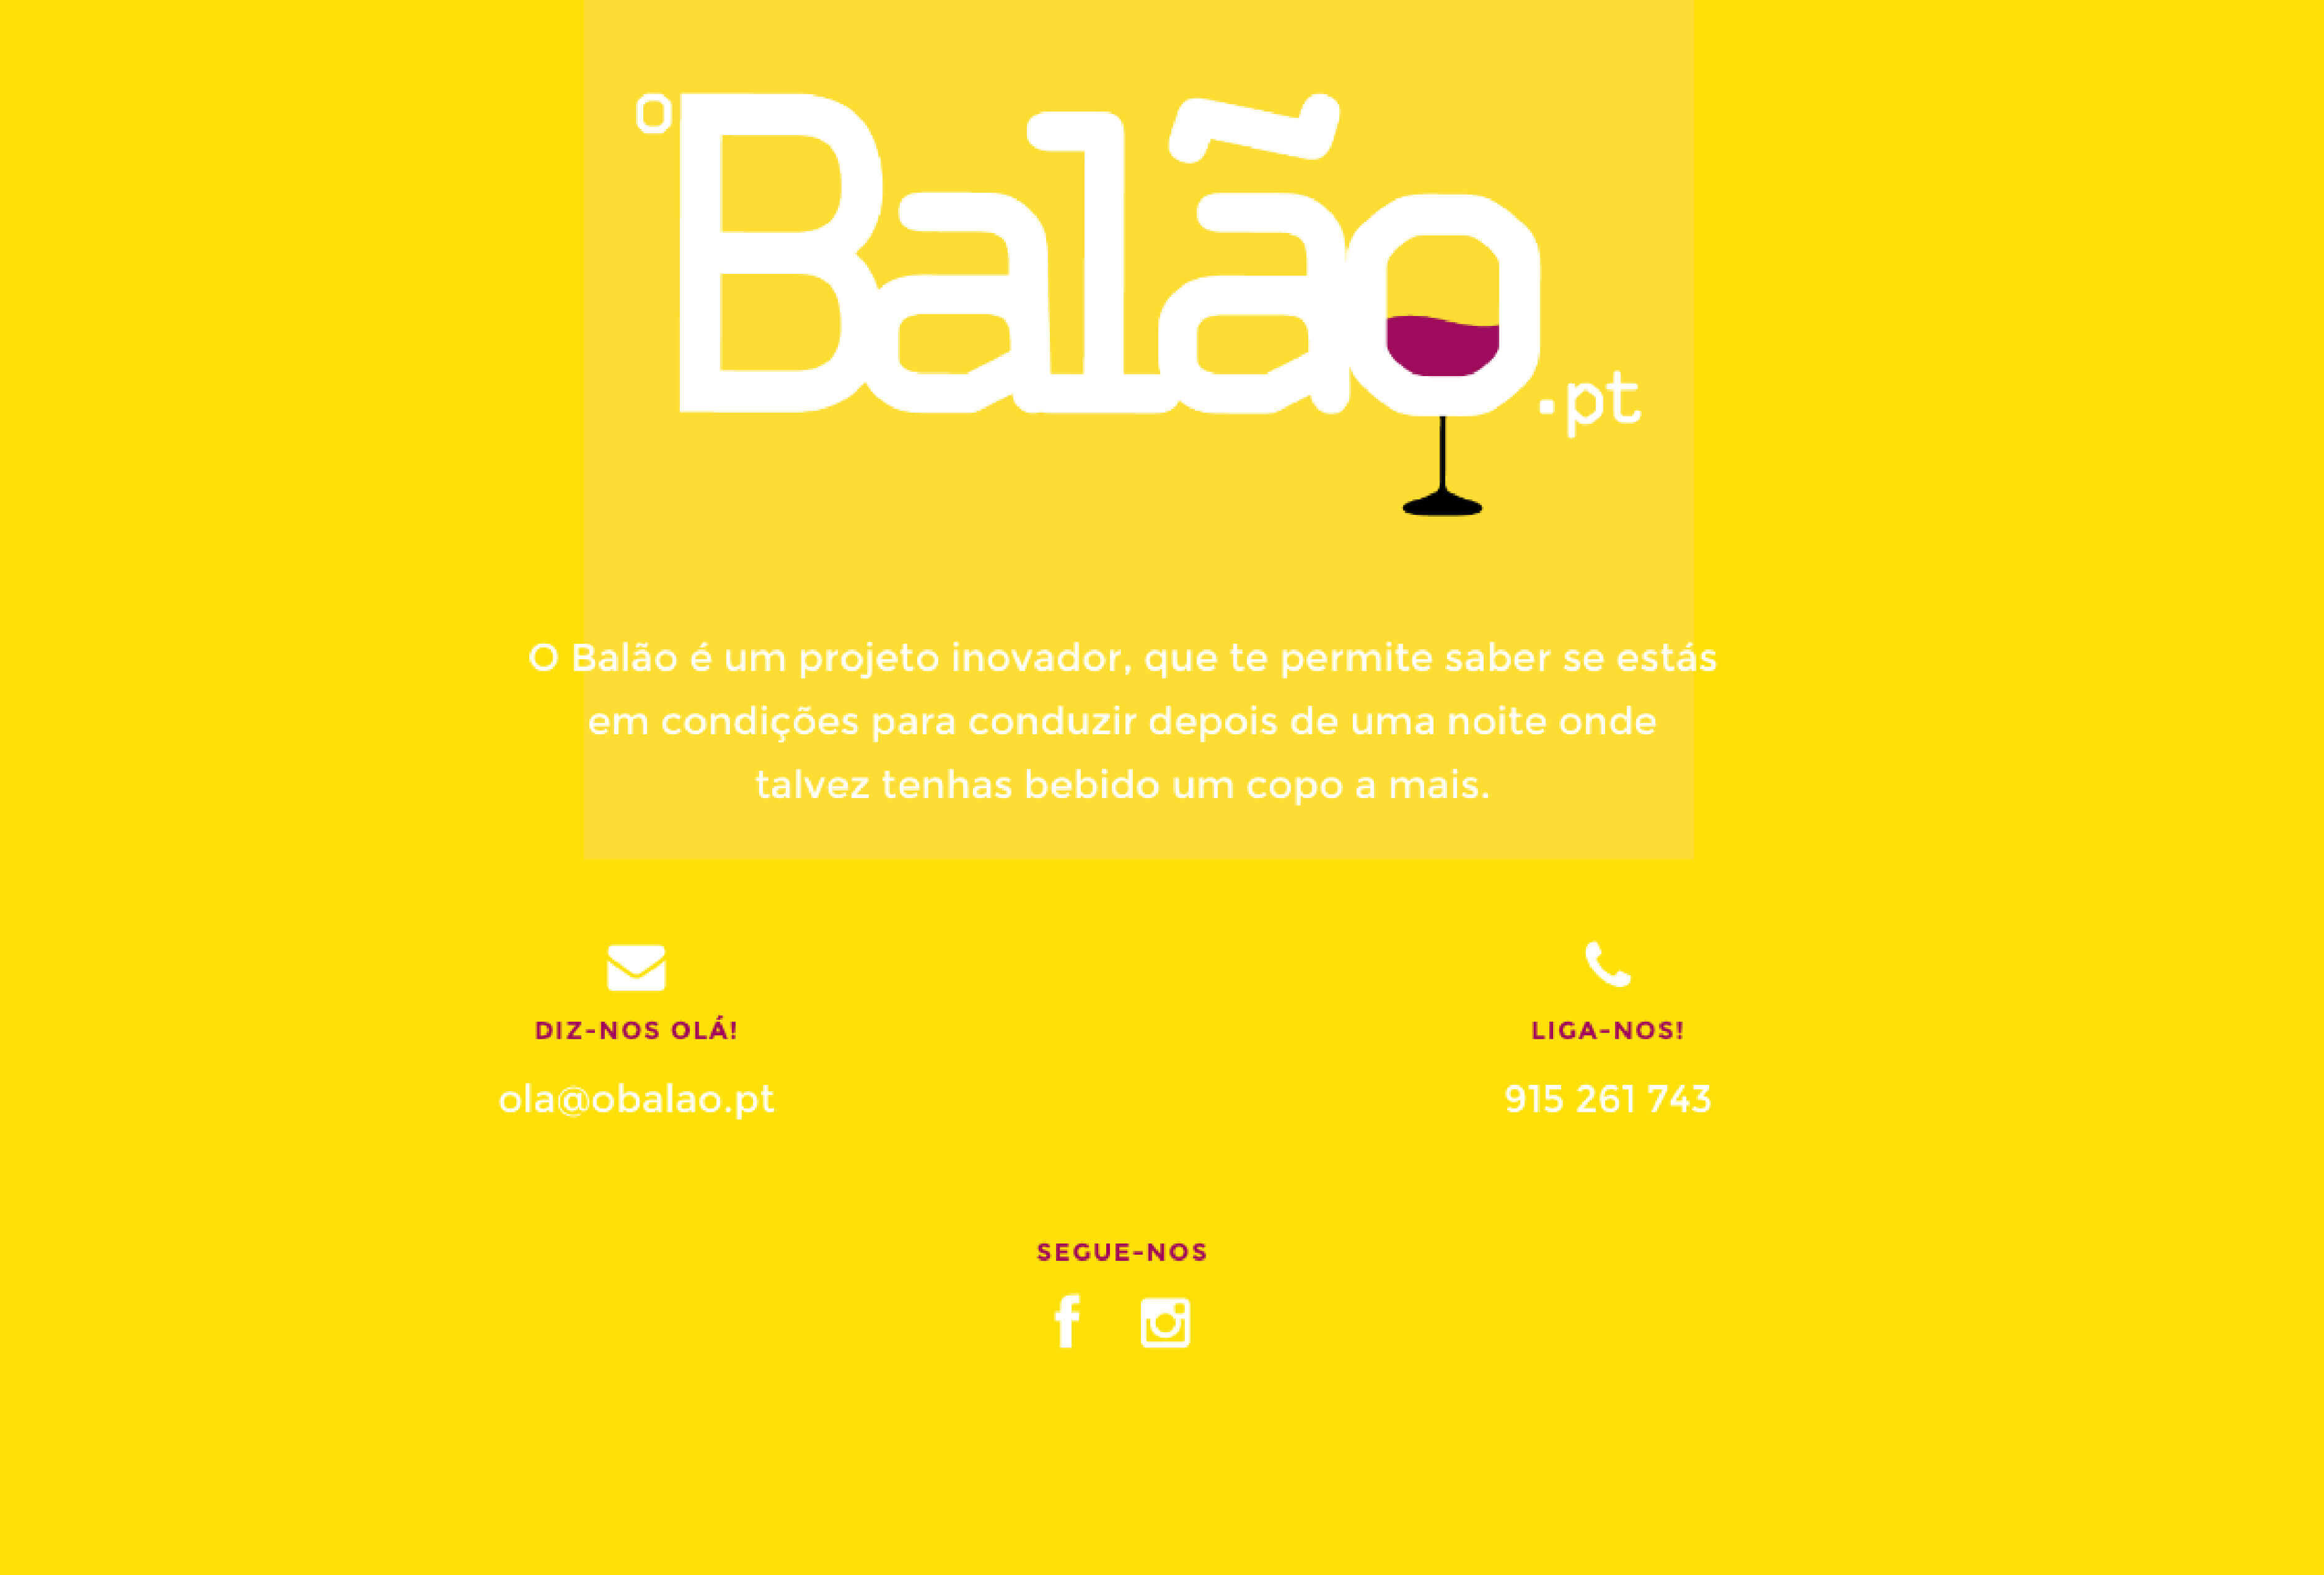 O Balão.pt
O Balão é um projeto inovador, que te permite saber se estás
em condições para conduzir depois de uma noite onde
talvez tenhas bebido um copo a mais.
DIZ-NOS OLÁ!
ola@obalao.pt
LIGA-NOS!
915 261 743
SEGUE-NOS